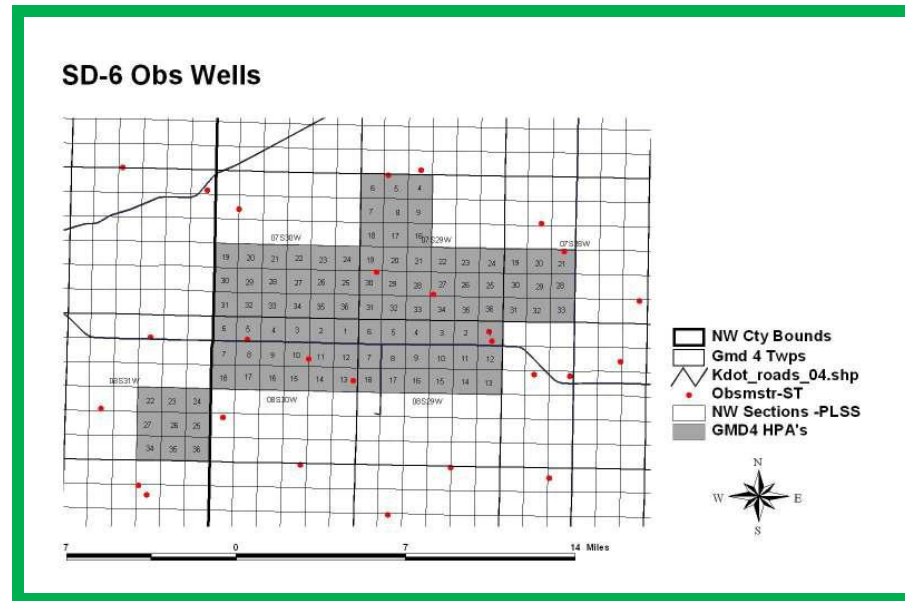 SD-6 Obs Wells
6 5 4
7 8 9
18 17 16
07S30W 07S29W 07S28W
19 20 21 22 23 24 19 20 21 22 23 24 19 20 21
30 29 28 27 26 25 30 29 28 27 26 25 30 29 28
31 32 33 34 35 36 31 32 33 34 35 36 31 32 33
6 5 4 3 2 1 6 5 4 3 2
7 8 9 10 11 12 7 8 9 10 11 12
18 17 16 15 14 13 18 17 16 15 14 13
08S31W 08S30W 08S29W
22 23 24
27 26 25
34 35 36
NW Cty Bounds
Gmd 4 Twps
Kdot_roads_04.shp
Obsmstr-ST
NW Sections -PLSS
GMD4 HPA's
N
W E
S
7 0 7 14 Miles